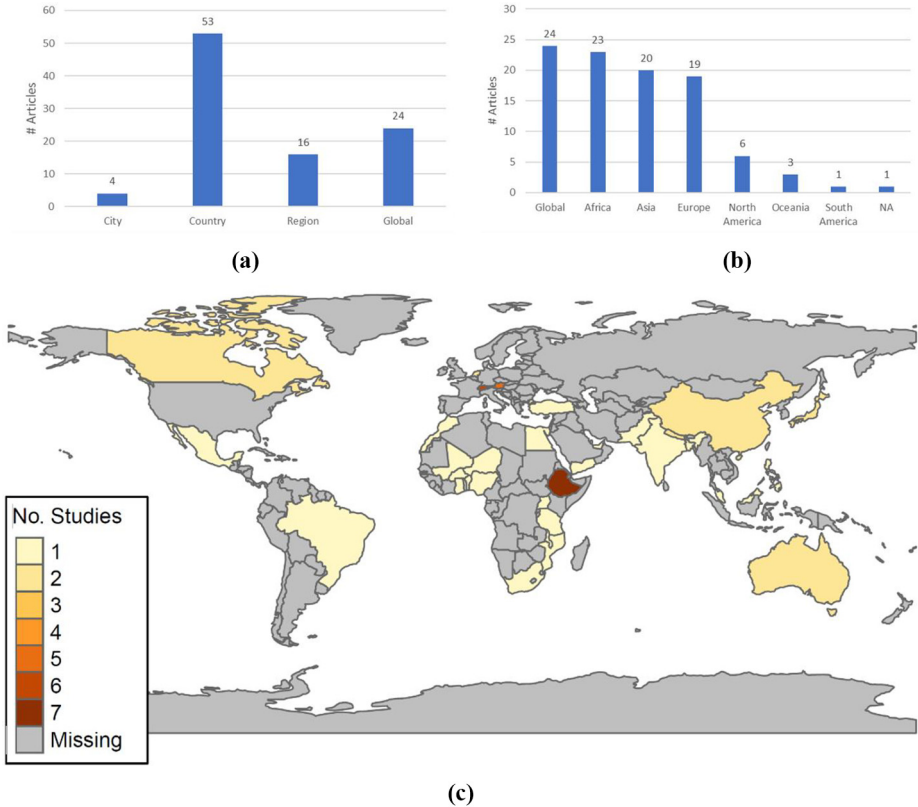 60
50
40
30
20
10
0
# Articles
4
53
16
24
City
Country
Region
Global
(a)
30
25
20
15
10
5
0
# Articles
24
23
20
19
6
3
1
1
Global
Africa
Asia
Europe
North America
Oceania
South America
NA
(b)
No. Studies
1
2
3
4
5
6
7
Missing
(c)